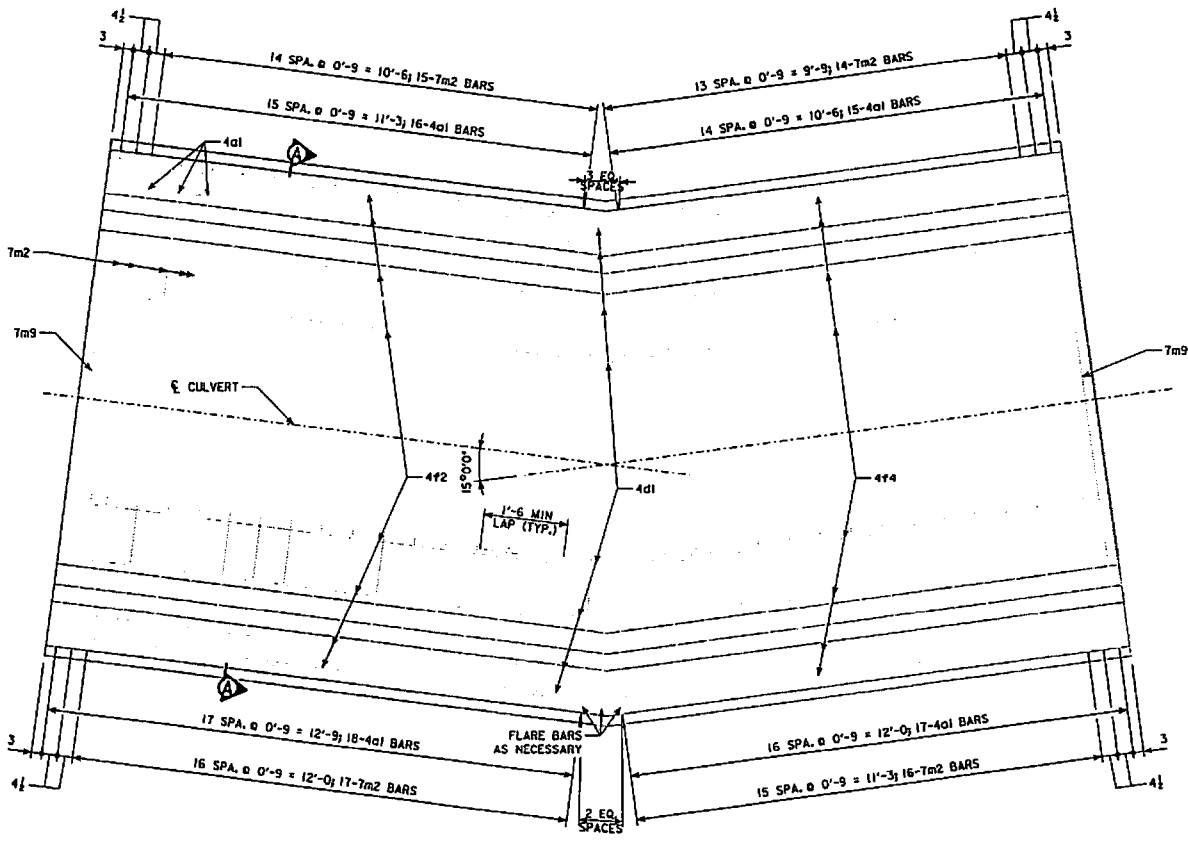 4½
4½
3
3
14 SPA. @ 0'-9 = 10'-6; 15-7m2 BARS
13 SPA. @ 0'-9 = 9'-9; 14-7m2 BARS
15 SPA. @ 0'-9 = 11'-3; 16-4a1 BARS
14 SPA. @ 0'-9 = 10'-6; 15-4a1 BARS
4a1
A
3 EQ.
SPACES
7m2
7m9
7m9
℄ CULVERT
15°0'0"
4f2
4d1
4f4
1'-6 MIN
LAP (TYP.)
A
17 SPA. @ 0'-9 = 12'-9; 18-4a1 BARS
FLARE BARS
AS NECESSARY
16 SPA. @ 0'-9 = 12'-0; 17-4a1 BARS
3
3
16 SPA. @ 0'-9 = 12'-0; 17-7m2 BARS
15 SPA. @ 0'-9 = 11'-3; 16-7m2 BARS
4½
4½
2 EQ.
SPACES